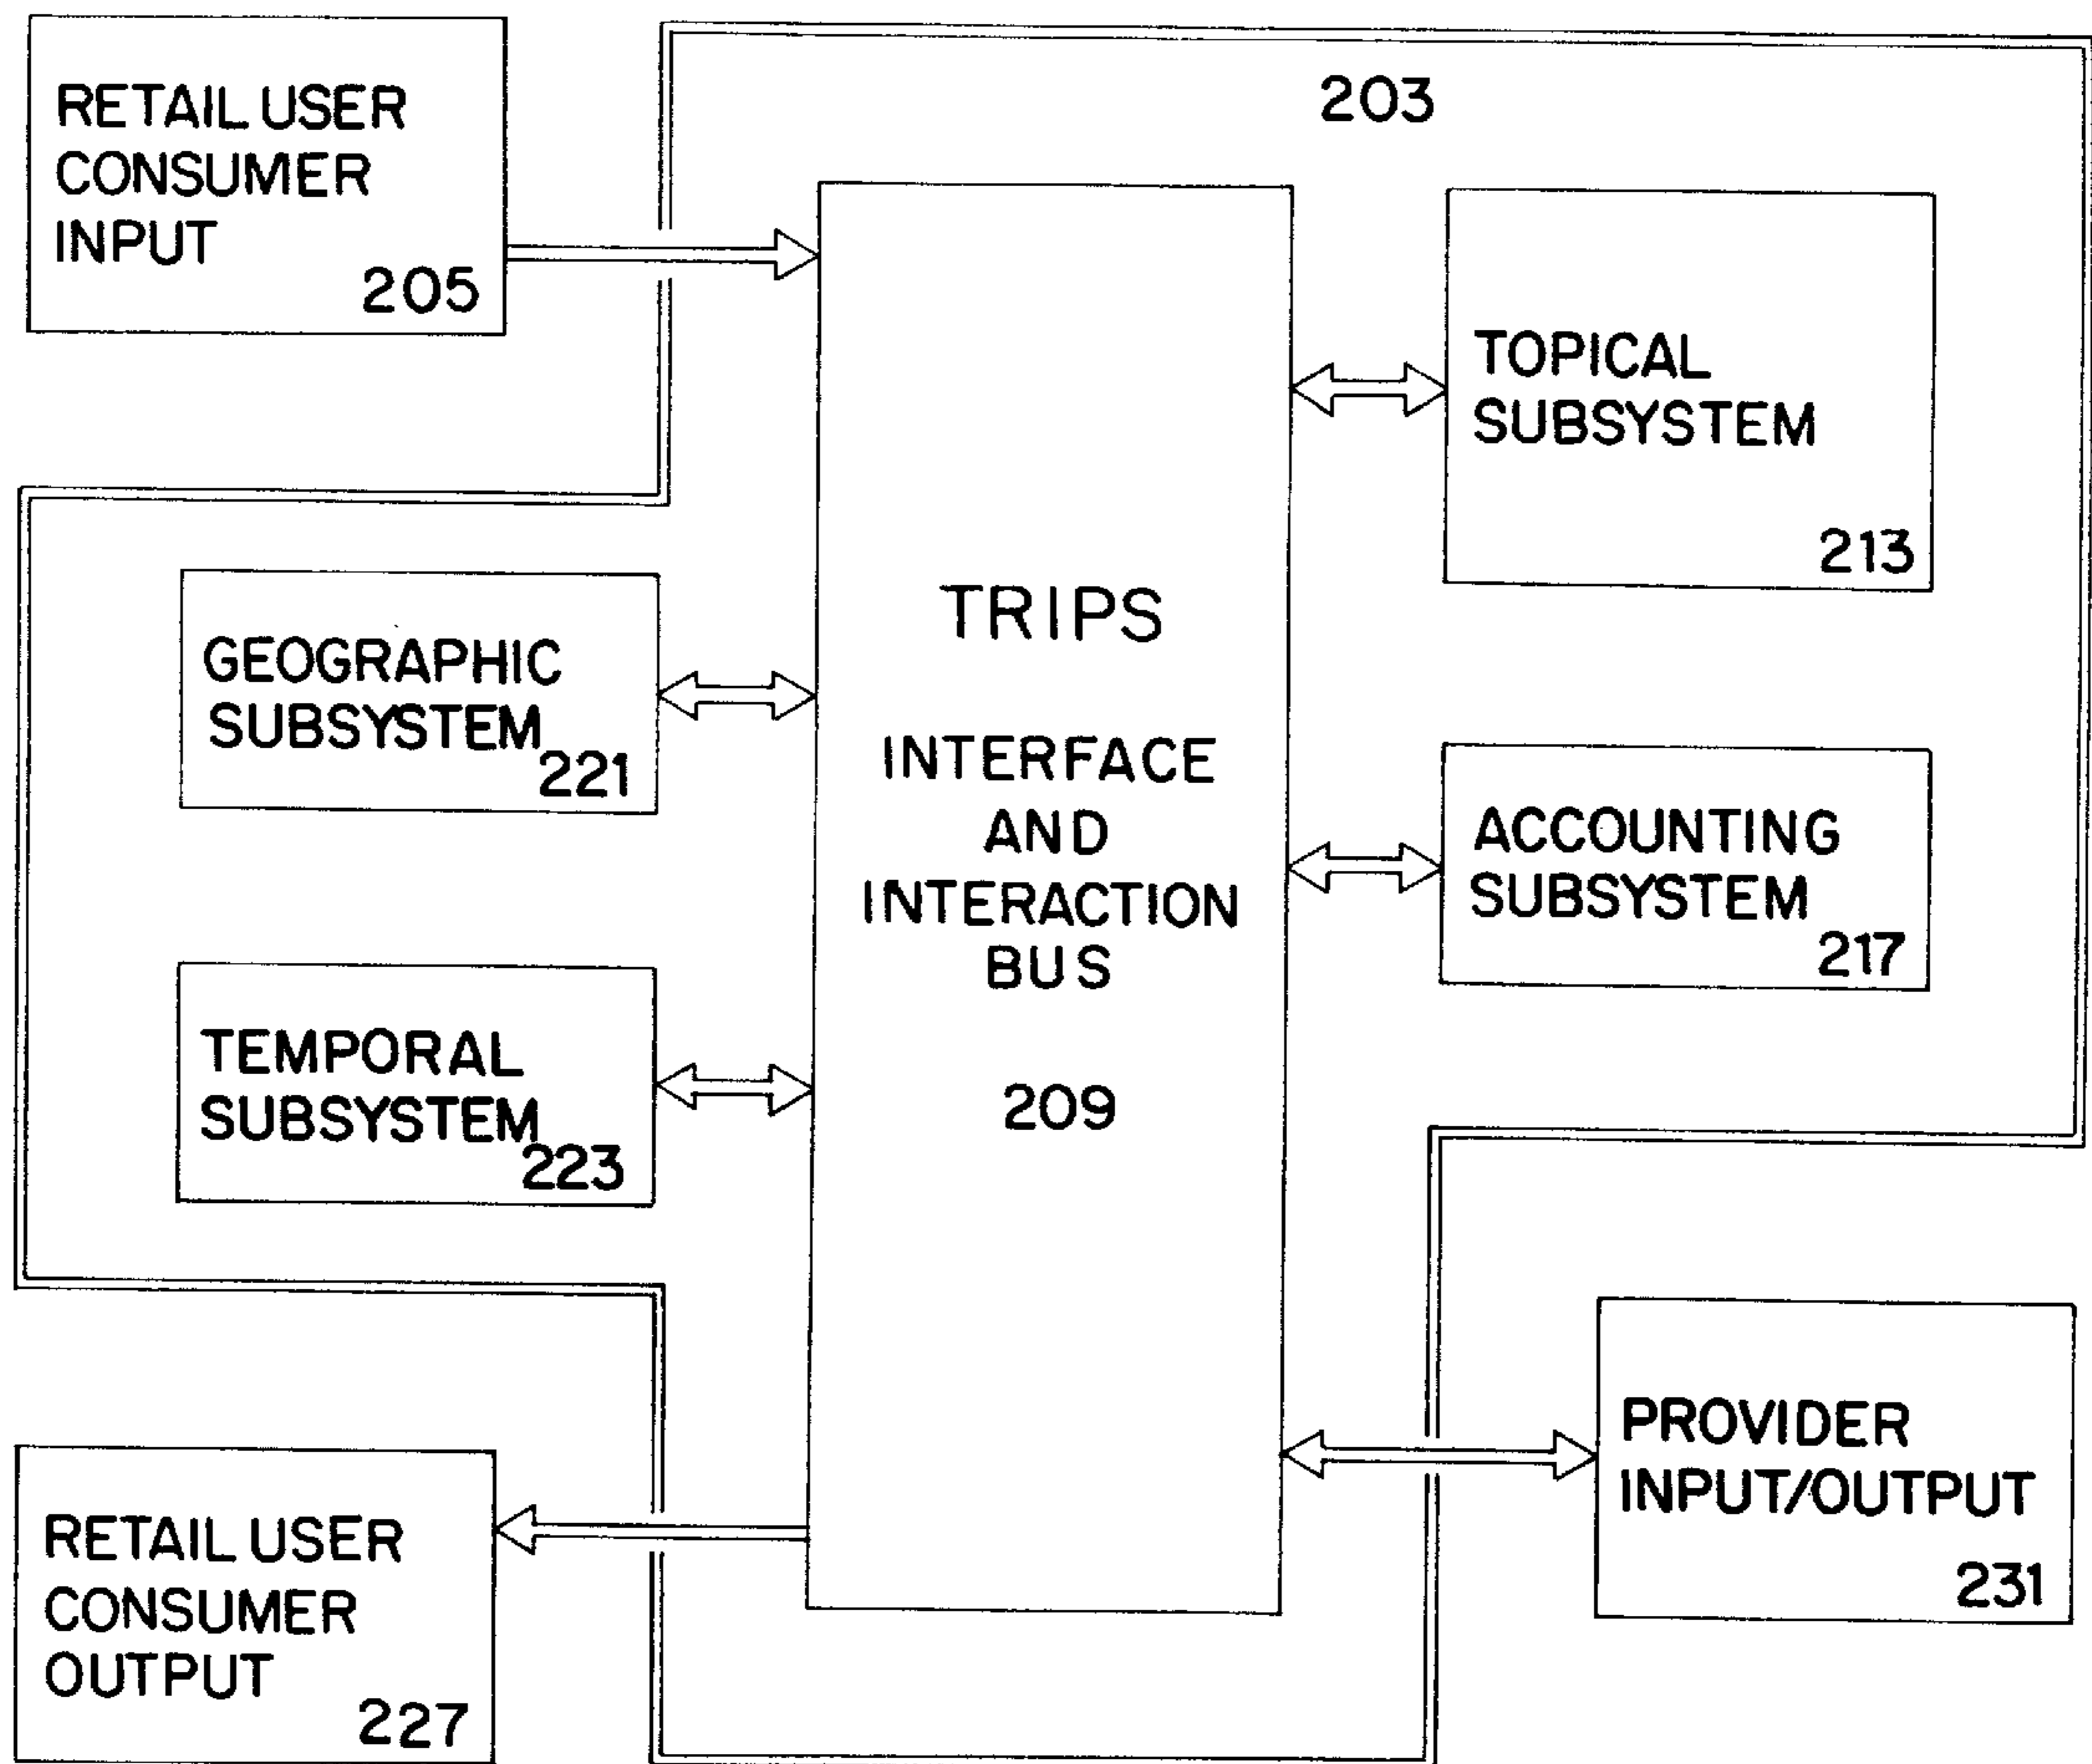 RETAIL USER
CONSUMER
INPUT
205
203
TOPICAL
SUBSYSTEM
213
GEOGRAPHIC
SUBSYSTEM
221
TRIPS
INTERFACE
AND
INTERACTION
BUS
209
ACCOUNTING
SUBSYSTEM
217
TEMPORAL
SUBSYSTEM
223
RETAIL USER
CONSUMER
OUTPUT
227
PROVIDER
INPUT/OUTPUT
231